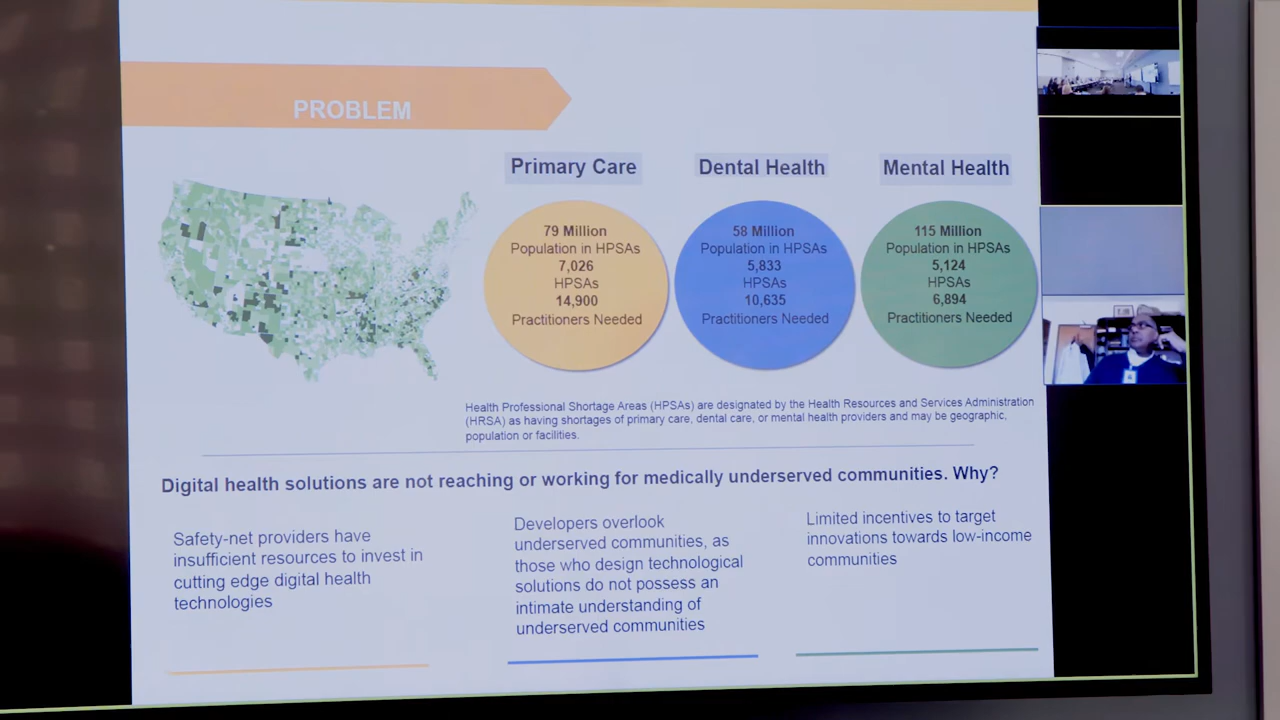 PROBLEM
Primary Care
Dental Health
Mental Health
79 Million
Population in HPSAs
7,026
HPSAs
14,900
Practitioners Needed
58 Million
Population in HPSAs
5,833
HPSAs
10,635
Practitioners Needed
115 Million
Population in HPSAs
5,124
HPSAs
6,894
Practitioners Needed
Health Professional Shortage Areas (HPSAs) are designated by the Health Resources and Services Administration
(HRSA) as having shortages of primary care, dental care, or mental health providers and may be geographic,
population or facilities.
Digital health solutions are not reaching or working for medically underserved communities. Why?
Safety-net providers have
insufficient resources to invest in
cutting edge digital health
technologies
Developers overlook
underserved communities, as
those who design technological
solutions do not possess an
intimate understanding of
underserved communities
Limited incentives to target
innovations towards low-income
communities